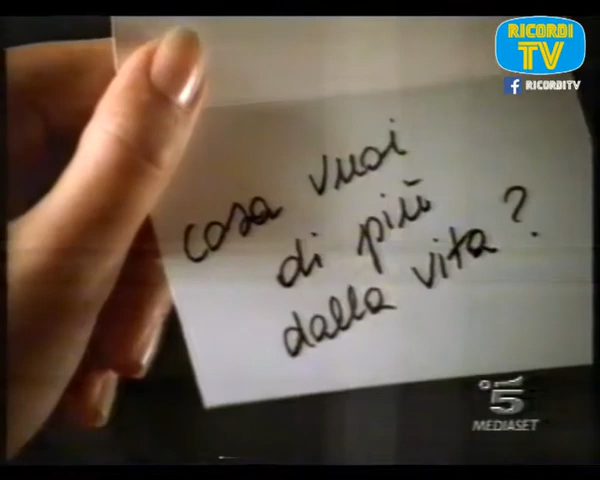 RICORDI
TV
RICORDITV
cosa vuoi
di più
dalla vita?
5
MEDIASET